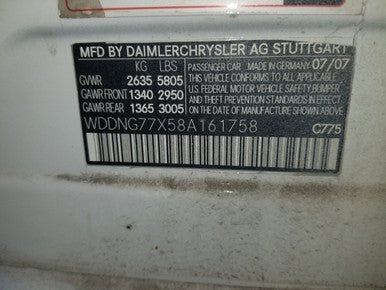 MFD BY DAIMLERCHRYSLER AG STUTTGART
KG LBS PASSENGER CAR MADE IN GERMANY 07/07
GVWR 2635 5805 THIS VEHICLE CONFORMS TO ALL APPLICABLE
GAWR FRONT 1340 2950 U.S. FEDERAL MOTOR VEHICLE SAFETY, BUMPER,
GAWR REAR 1365 3005 AND THEFT PREVENTION STANDARDS IN EFFECT
ON THE DATE OF MANUFACTURE SHOWN ABOVE
WDDNG77X58A161758 C775